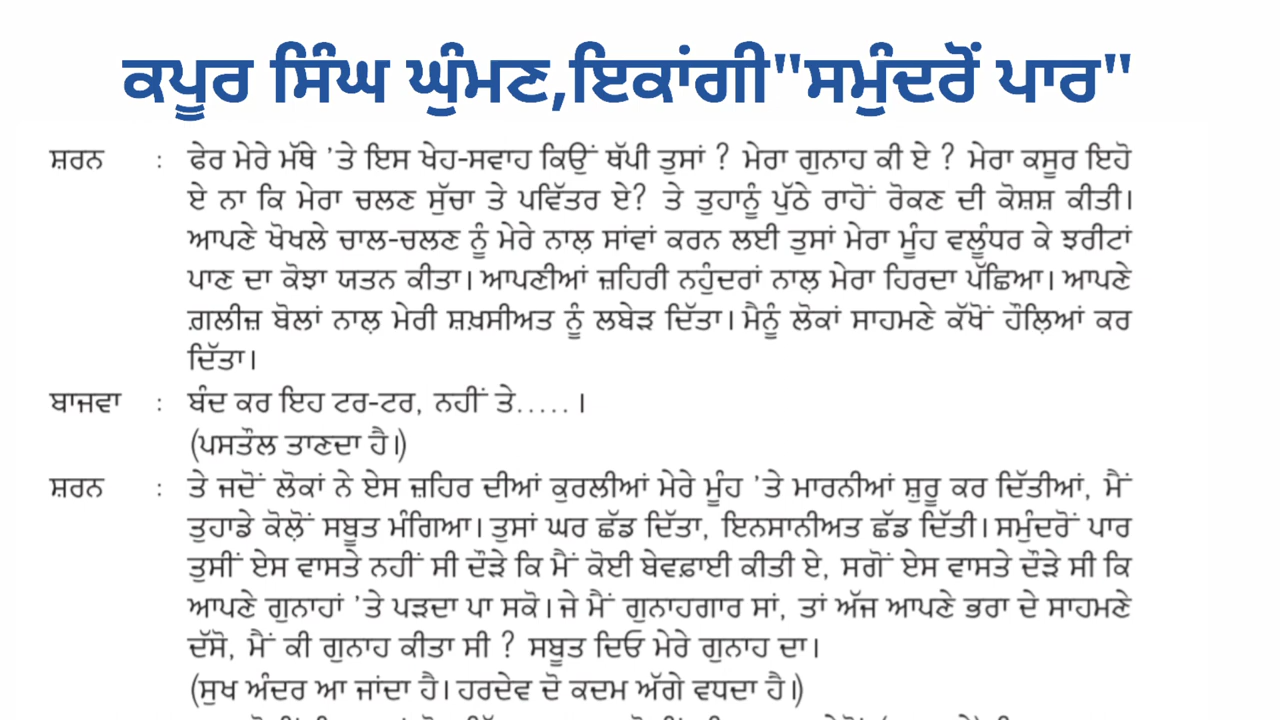 ਕਪੂਰ ਸਿੰਘ ਘੁੰਮਣ,ਇਕਾਂਗੀ"ਸਮੁੰਦਰੋਂ ਪਾਰ"
ਸ਼ਰਨ : ਫੇਰ ਮੇਰੇ ਮੱਥੇ 'ਤੇ ਇਸ ਖੇਹ-ਸਵਾਹ ਕਿਉਂ ਥੱਪੀ ਤੁਸਾਂ ? ਮੇਰਾ ਗੁਨਾਹ ਕੀ ਏ ? ਮੇਰਾ ਕਸੂਰ ਇਹੋ
ਏ ਨਾ ਕਿ ਮੇਰਾ ਚਲਣ ਸੁੱਚਾ ਤੇ ਪਵਿੱਤਰ ਏ? ਤੇ ਤੁਹਾਨੂੰ ਪੁੱਠੇ ਰਾਹੋਂ ਰੋਕਣ ਦੀ ਕੋਸ਼ਸ਼ ਕੀਤੀ।
ਆਪਣੇ ਖੋਖਲੇ ਚਾਲ-ਚਲਣ ਨੂੰ ਮੇਰੇ ਨਾਲ਼ ਸਾਂਵਾਂ ਕਰਨ ਲਈ ਤੁਸਾਂ ਮੇਰਾ ਮੂੰਹ ਵਲੂੰਧਰ ਕੇ ਝਰੀਟਾਂ
ਪਾਣ ਦਾ ਕੋਝਾ ਯਤਨ ਕੀਤਾ। ਆਪਣੀਆਂ ਜ਼ਹਿਰੀ ਨਹੁੰਦਰਾਂ ਨਾਲ਼ ਮੇਰਾ ਹਿਰਦਾ ਪੱਛਿਆ। ਆਪਣੇ
ਗ਼ਲੀਜ਼ ਬੋਲਾਂ ਨਾਲ਼ ਮੇਰੀ ਸ਼ਖ਼ਸੀਅਤ ਨੂੰ ਲਬੇੜ ਦਿੱਤਾ। ਮੈਨੂੰ ਲੋਕਾਂ ਸਾਹਮਣੇ ਕੱਖੋਂ ਹੌਲ਼ਿਆਂ ਕਰ
ਦਿੱਤਾ।
ਬਾਜਵਾ : ਬੰਦ ਕਰ ਇਹ ਟਰ-ਟਰ, ਨਹੀਂ ਤੇ..... ।
(ਪਸਤੌਲ ਤਾਣਦਾ ਹੈ।)
ਸ਼ਰਨ : ਤੇ ਜਦੋਂ ਲੋਕਾਂ ਨੇ ਏਸ ਜ਼ਹਿਰ ਦੀਆਂ ਕੁਰਲੀਆਂ ਮੇਰੇ ਮੂੰਹ 'ਤੇ ਮਾਰਨੀਆਂ ਸ਼ੁਰੂ ਕਰ ਦਿੱਤੀਆਂ, ਮੈਂ
ਤੁਹਾਡੇ ਕੋਲ਼ੋਂ ਸਬੂਤ ਮੰਗਿਆ। ਤੁਸਾਂ ਘਰ ਛੱਡ ਦਿੱਤਾ, ਇਨਸਾਨੀਅਤ ਛੱਡ ਦਿੱਤੀ। ਸਮੁੰਦਰੋਂ ਪਾਰ
ਤੁਸੀਂ ਏਸ ਵਾਸਤੇ ਨਹੀਂ ਸੀ ਦੌੜੇ ਕਿ ਮੈਂ ਕੋਈ ਬੇਵਫ਼ਾਈ ਕੀਤੀ ਏ, ਸਗੋਂ ਏਸ ਵਾਸਤੇ ਦੌੜੇ ਸੀ ਕਿ
ਆਪਣੇ ਗੁਨਾਹਾਂ 'ਤੇ ਪੜਦਾ ਪਾ ਸਕੋ। ਜੇ ਮੈਂ ਗੁਨਾਹਗਾਰ ਸਾਂ, ਤਾਂ ਅੱਜ ਆਪਣੇ ਭਰਾ ਦੇ ਸਾਹਮਣੇ
ਦੱਸੋ, ਮੈਂ ਕੀ ਗੁਨਾਹ ਕੀਤਾ ਸੀ ? ਸਬੂਤ ਦਿਓ ਮੇਰੇ ਗੁਨਾਹ ਦਾ।
(ਸੁਖ ਅੰਦਰ ਆ ਜਾਂਦਾ ਹੈ। ਹਰਦੇਵ ਦੋ ਕਦਮ ਅੱਗੇ ਵਧਦਾ ਹੈ।)